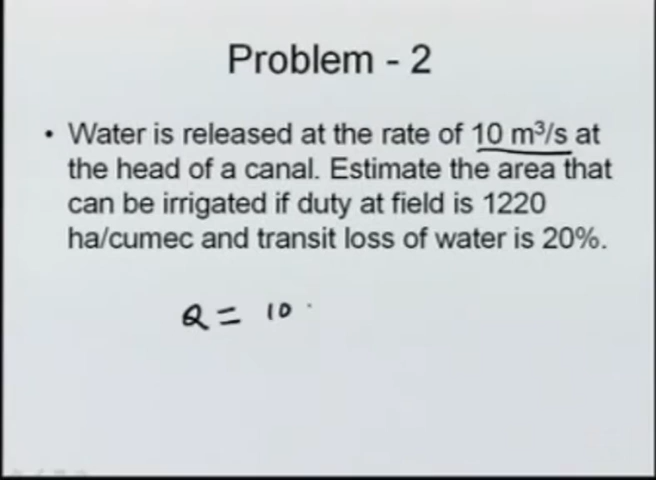 Problem - 2
• Water is released at the rate of 10 m³/s at
the head of a canal. Estimate the area that
can be irrigated if duty at field is 1220
ha/cumec and transit loss of water is 20%.
Q = 10